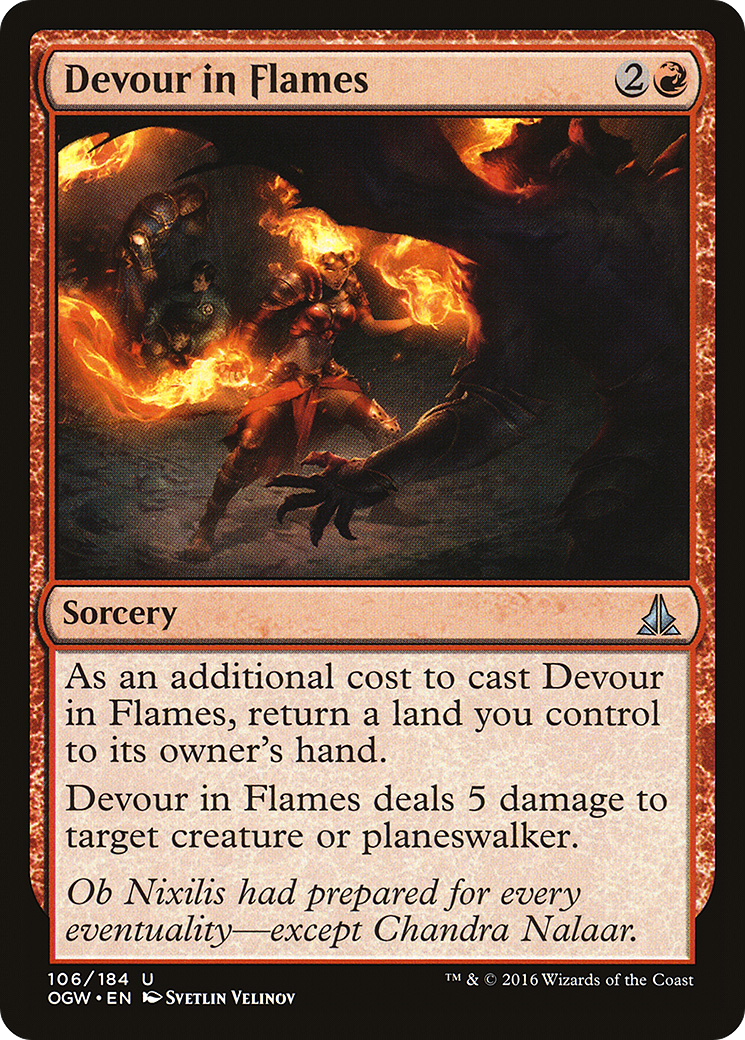 Devour in Flames
2
Sorcery
As an additional cost to cast Devour
in Flames, return a land you control
to its owner's hand.
Devour in Flames deals 5 damage to
target creature or planeswalker.
Ob Nixilis had prepared for every
eventuality—except Chandra Nalaar.
106/184 U
OGW • EN Svetlin Velinov
™ & © 2016 Wizards of the Coast